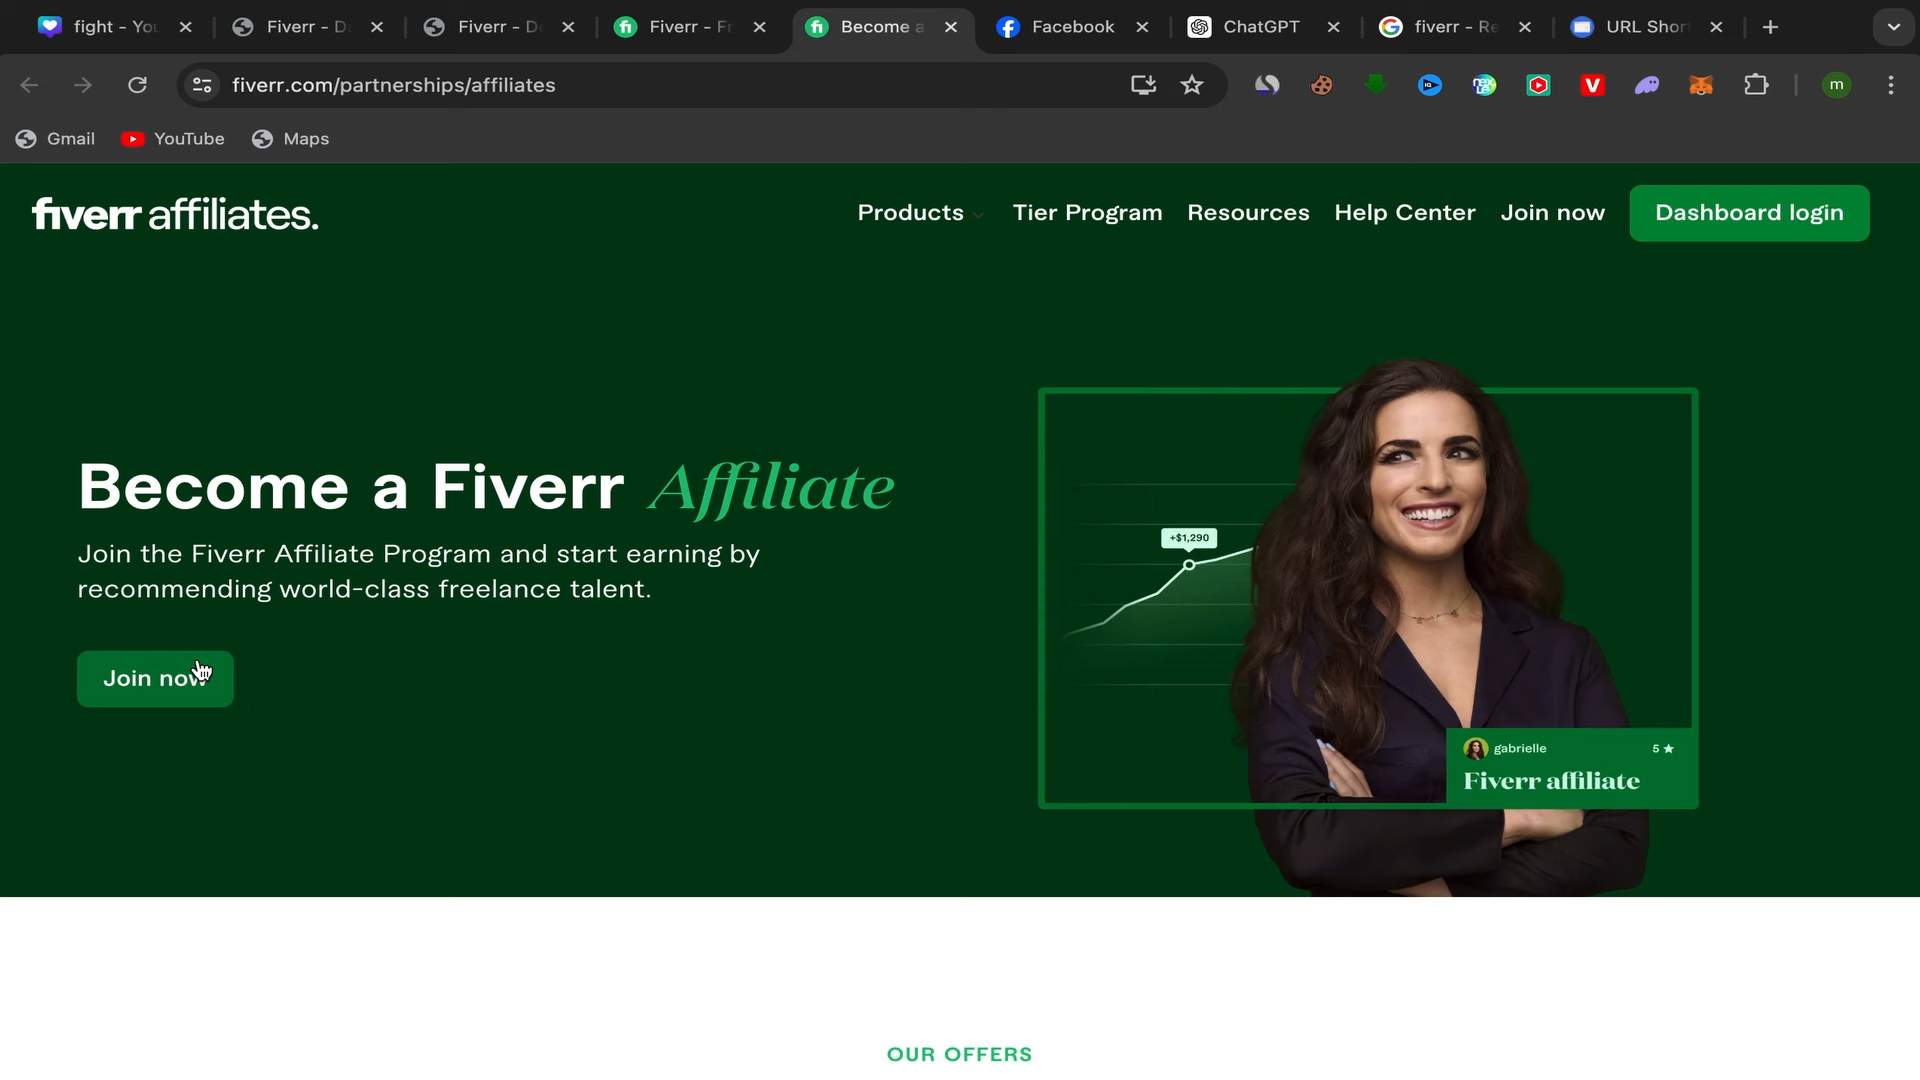 fight - You
Fiverr - D
Fiverr - De
Fiverr - Fr
Become a
Facebook
ChatGPT
fiverr - Re
URL Shor
fiverr.com/partnerships/affiliates
m
Gmail
YouTube
Maps
fiverr affiliates.
Products
Tier Program
Resources
Help Center
Join now
Dashboard login
Become a Fiverr Affiliate
Join the Fiverr Affiliate Program and start earning by
recommending world-class freelance talent.
Join now
+$1,290
gabrielle
5 ★
Fiverr affiliate
OUR OFFERS